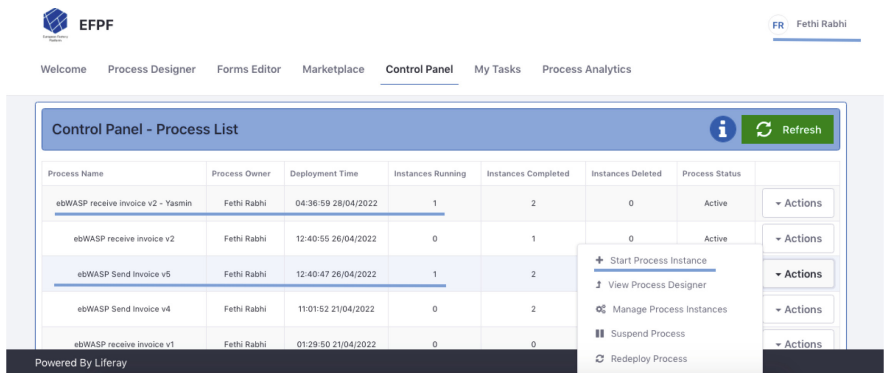 EFPF
FR Fethi Rabhi
Welcome Process Designer Forms Editor Marketplace Control Panel My Tasks Process Analytics
Control Panel - Process List
i Refresh
Process Name Process Owner Deployment Time Instances Running Instances Completed Instances Deleted Process Status
ebWASP receive invoice v2 - Yasmin Fethi Rabhi 04:36:59 28/04/2022 1 2 0 Active Actions
ebWASP receive invoice v2 Fethi Rabhi 12:40:55 26/04/2022 0 1 0 Active Actions
Start Process Instance
ebWASP Send Invoice v5 Fethi Rabhi 12:40:47 26/04/2022 1 2 Actions
View Process Designer
ebWASP Send Invoice v4 Fethi Rabhi 11:01:52 21/04/2022 0 2 Manage Process Instances Actions
Suspend Process
ebWASP receive invoice v1 Fethi Rabhi 01:29:50 21/04/2022 0 0 Actions
Redeploy Process
Powered By Liferay